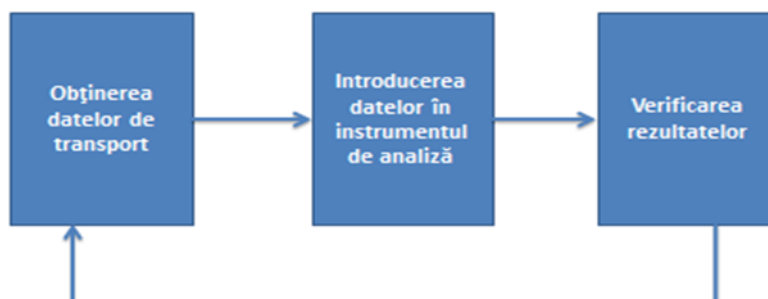 Obţinerea
datelor de
transport
Introducerea
datelor în
instrumentul
de analiză
Verificarea
rezultatelor